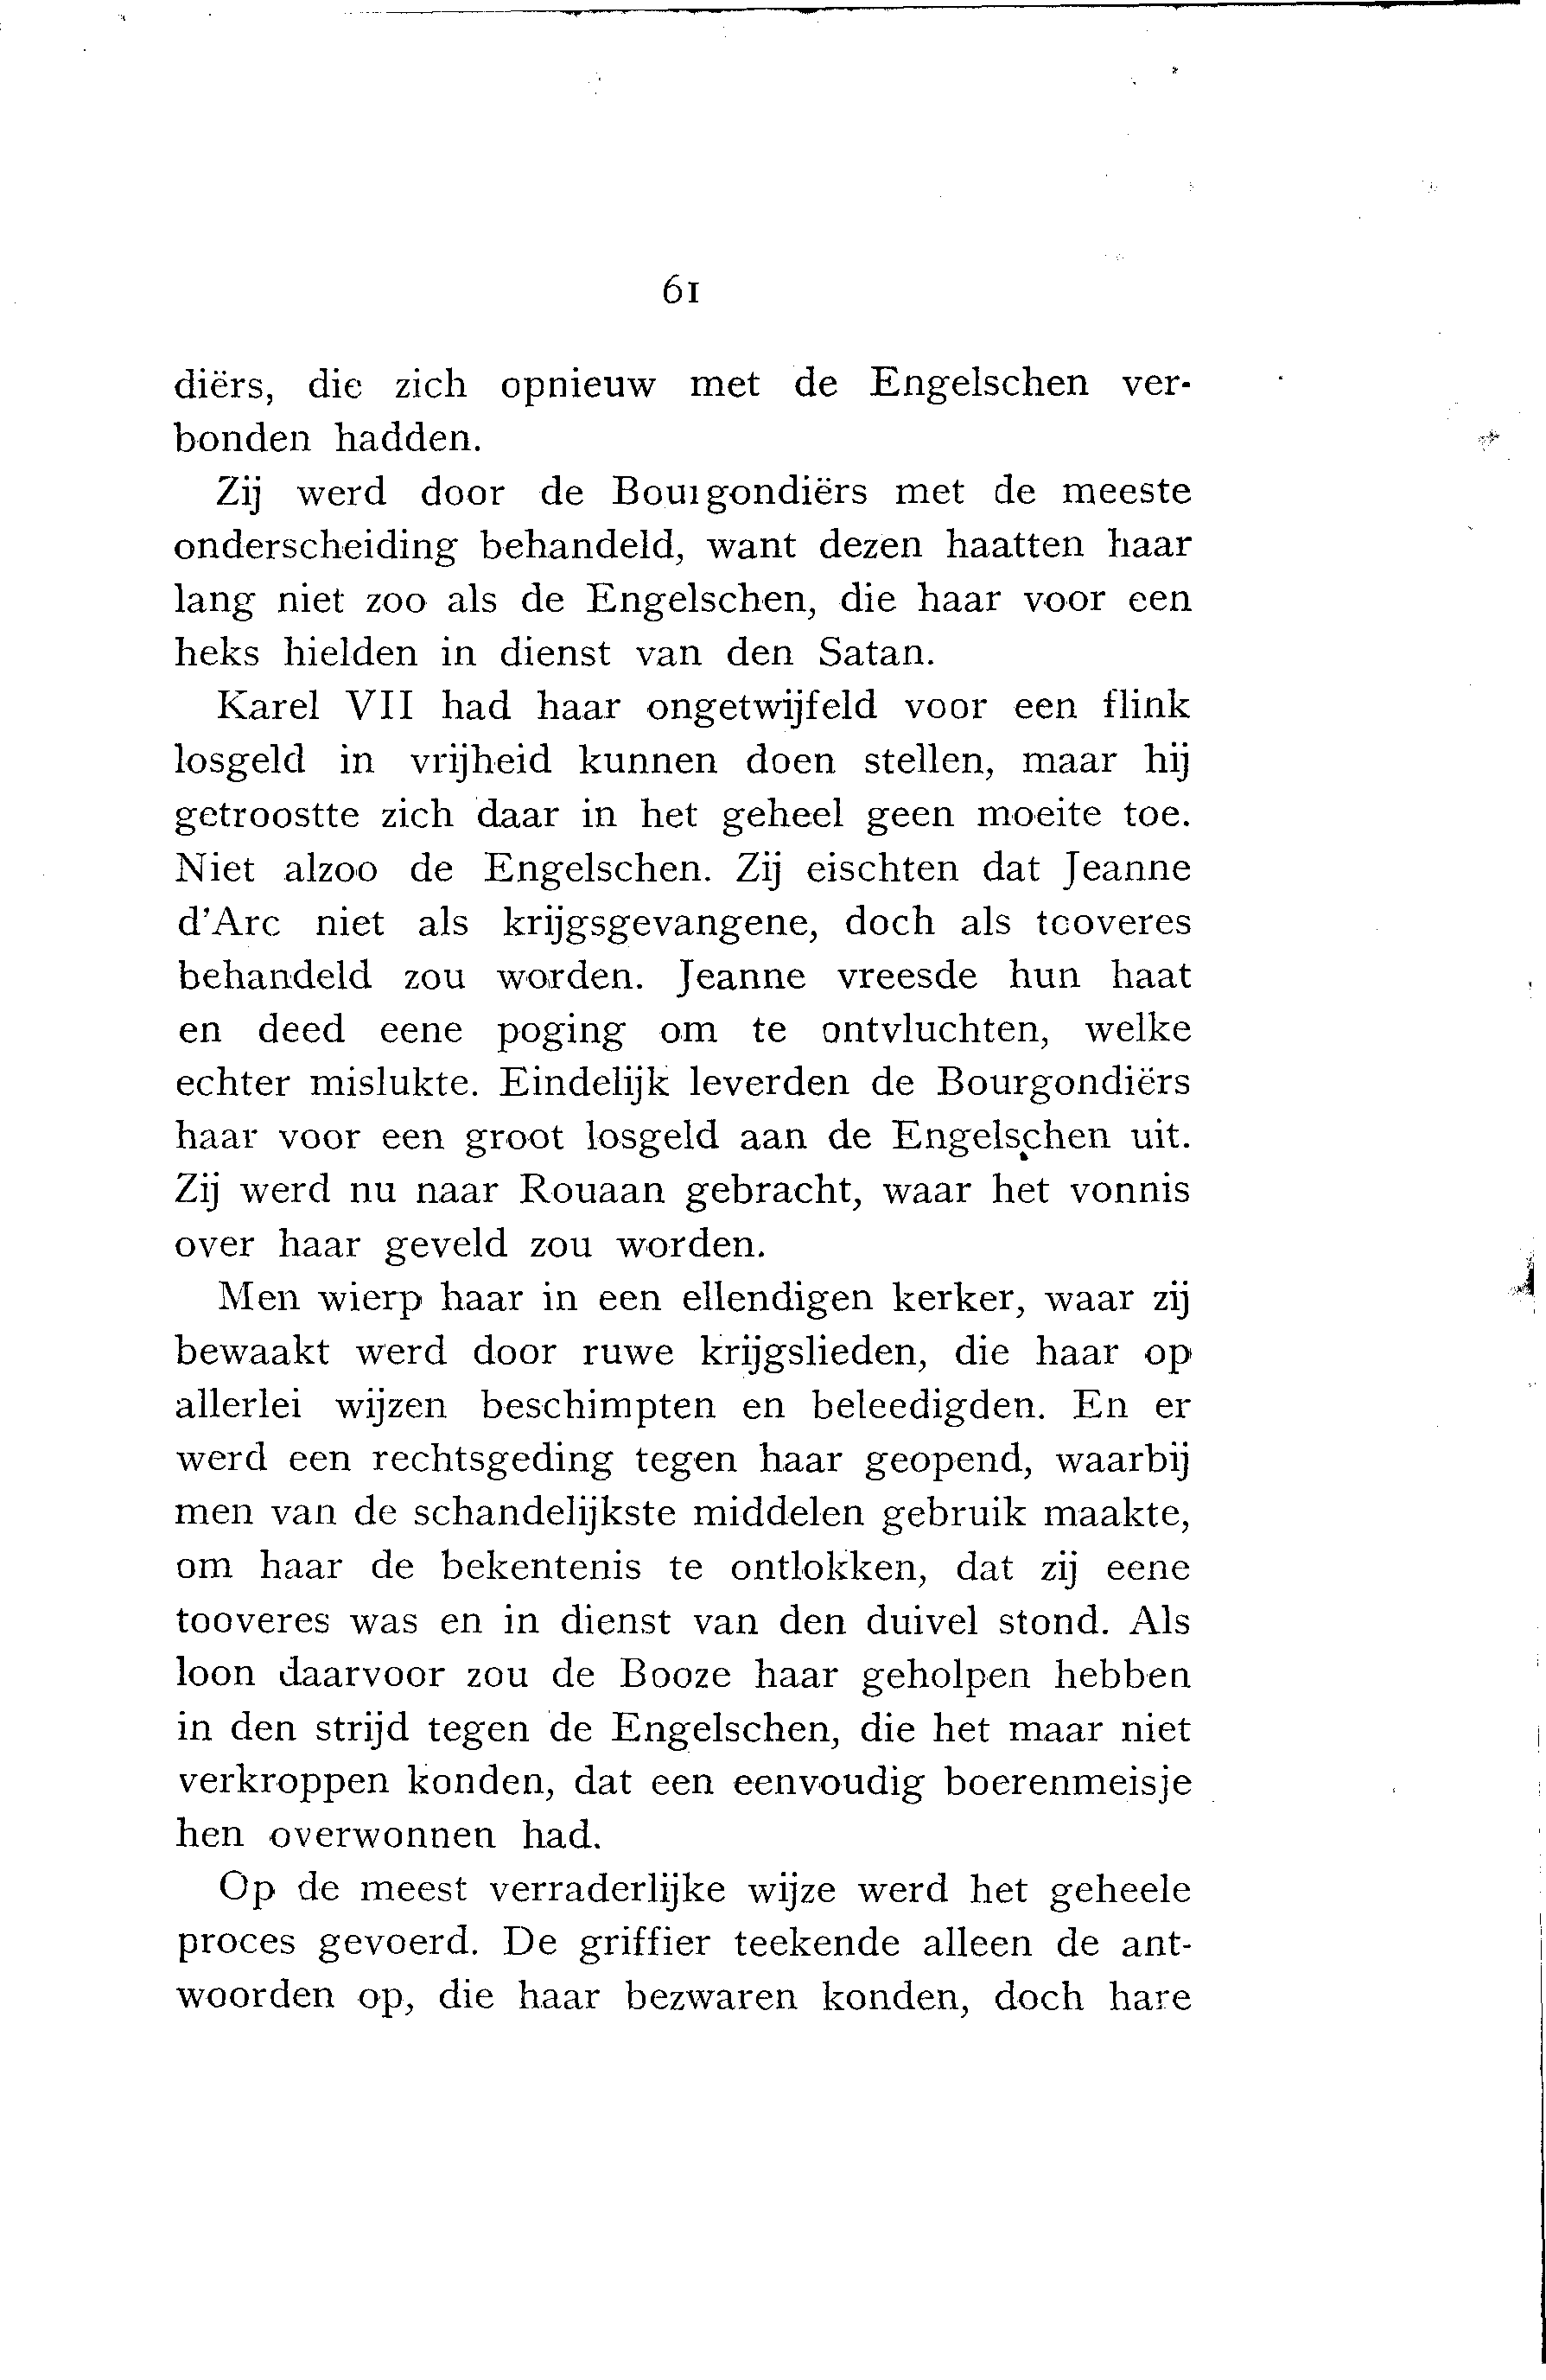 61
diërs, die zich opnieuw met de Engelschen ver-
bonden hadden.
Zij werd door de Bourgondiërs met de meeste
onderscheiding behandeld, want dezen haatten haar
lang niet zoo als de Engelschen, die haar voor een
heks hielden in dienst van den Satan.
Karel VII had haar ongetwijfeld voor een flink
losgeld in vrijheid kunnen doen stellen, maar hij
getroostte zich daar in het geheel geen moeite toe.
Niet alzoo de Engelschen. Zij eischten dat Jeanne
d'Arc niet als krijgsgevangene, doch als tooveres
behandeld zou worden. Jeanne vreesde hun haat
en deed eene poging om te ontvluchten, welke
echter mislukte. Eindelijk leverden de Bourgondiërs
haar voor een groot losgeld aan de Engelschen uit.
Zij werd nu naar Rouaan gebracht, waar het vonnis
over haar geveld zou worden.
Men wierp haar in een ellendigen kerker, waar zij
bewaakt werd door ruwe krijgslieden, die haar op
allerlei wijzen beschimpten en beleedigden. En er
werd een rechtsgeding tegen haar geopend, waarbij
men van de schandelijkste middelen gebruik maakte,
om haar de bekentenis te ontlokken, dat zij eene
tooveres was en in dienst van den duivel stond. Als
loon daarvoor zou de Booze haar geholpen hebben
in den strijd tegen de Engelschen, die het maar niet
verkroppen konden, dat een eenvoudig boerenmeisje
hen overwonnen had.
Op de meest verraderlijke wijze werd het geheele
proces gevoerd. De griffier teekende alleen de ant-
woorden op, die haar bezwaren konden, doch hare